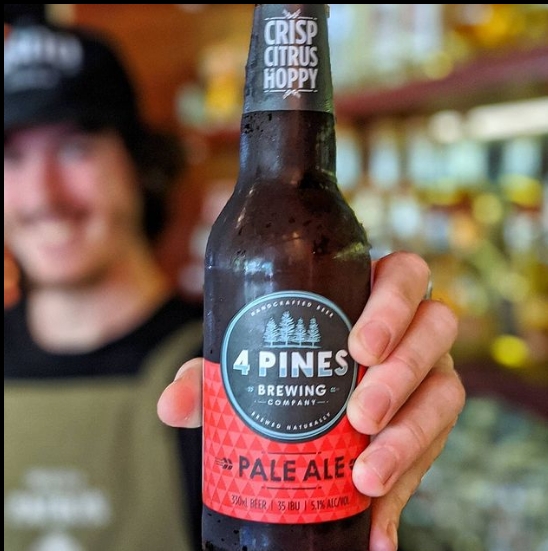 CRISP
CITRUS
HOPPY
HANDCRAFTED BEER
4 PINES
BREWING
COMPANY
BREWED NATURALLY
PALE ALE
330mL BEER | 35 IBU | 5.1% ALC/VOL